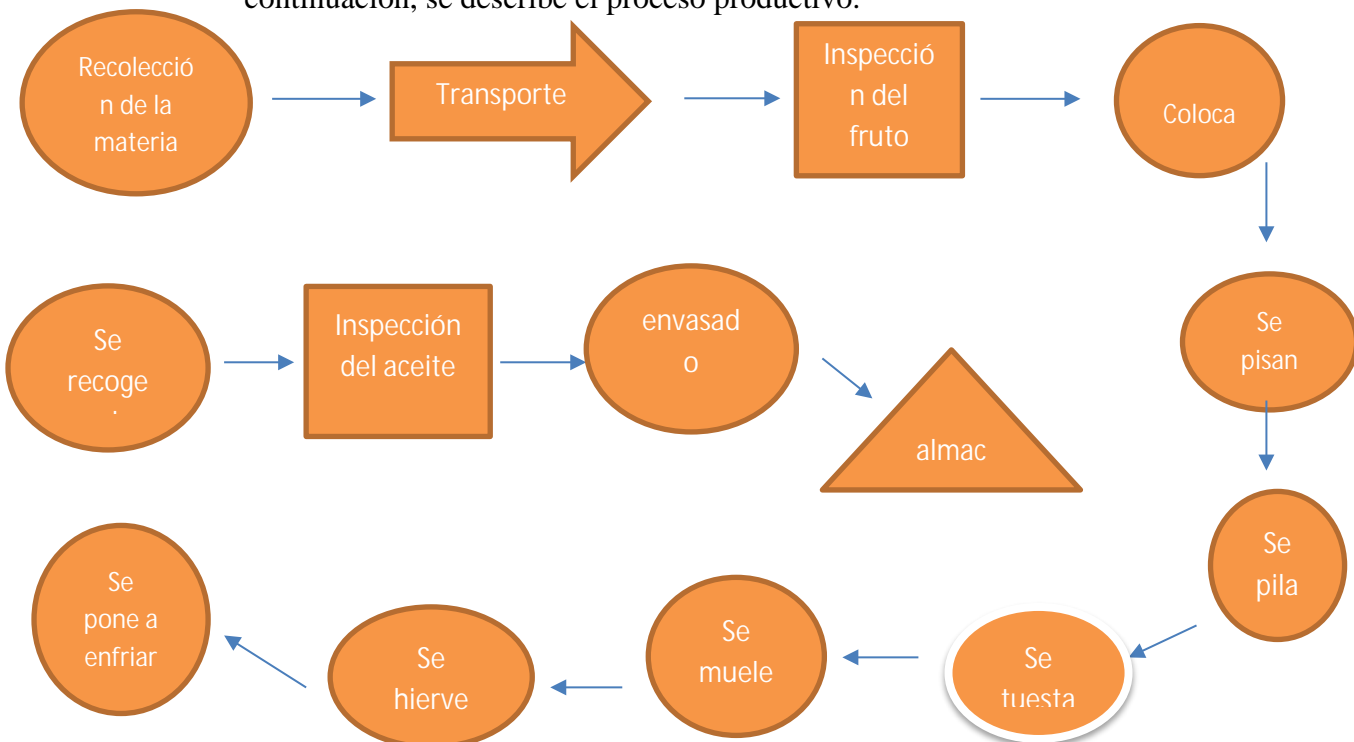 continuación, se describe el proceso productivo.
Recolecció
n de la
materia
Transporte
Inspecció
n del
fruto
Coloca
Se
pisan
Se
pila
Se
tuesta
Se
muele
Se
hierve
Se
pone a
enfriar
Se
recoge
Inspección
del aceite
envasad
o
almac